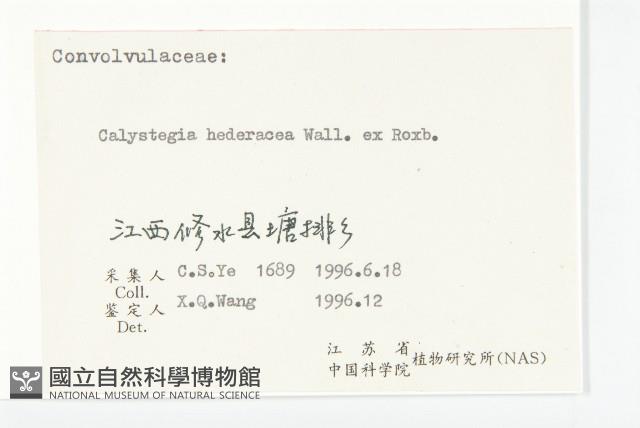 Convolvulaceae:
Calystegia hederacea Wall. ex Roxb.
江西修水县塘排乡
采集人 C.S.Ye 1689 1996.6.18
Coll.
鉴定人 X.Q.Wang 1996.12
Det.
江苏省
中国科学院 植物研究所(NAS)
國立自然科學博物館
NATIONAL MUSEUM OF NATURAL SCIENCE